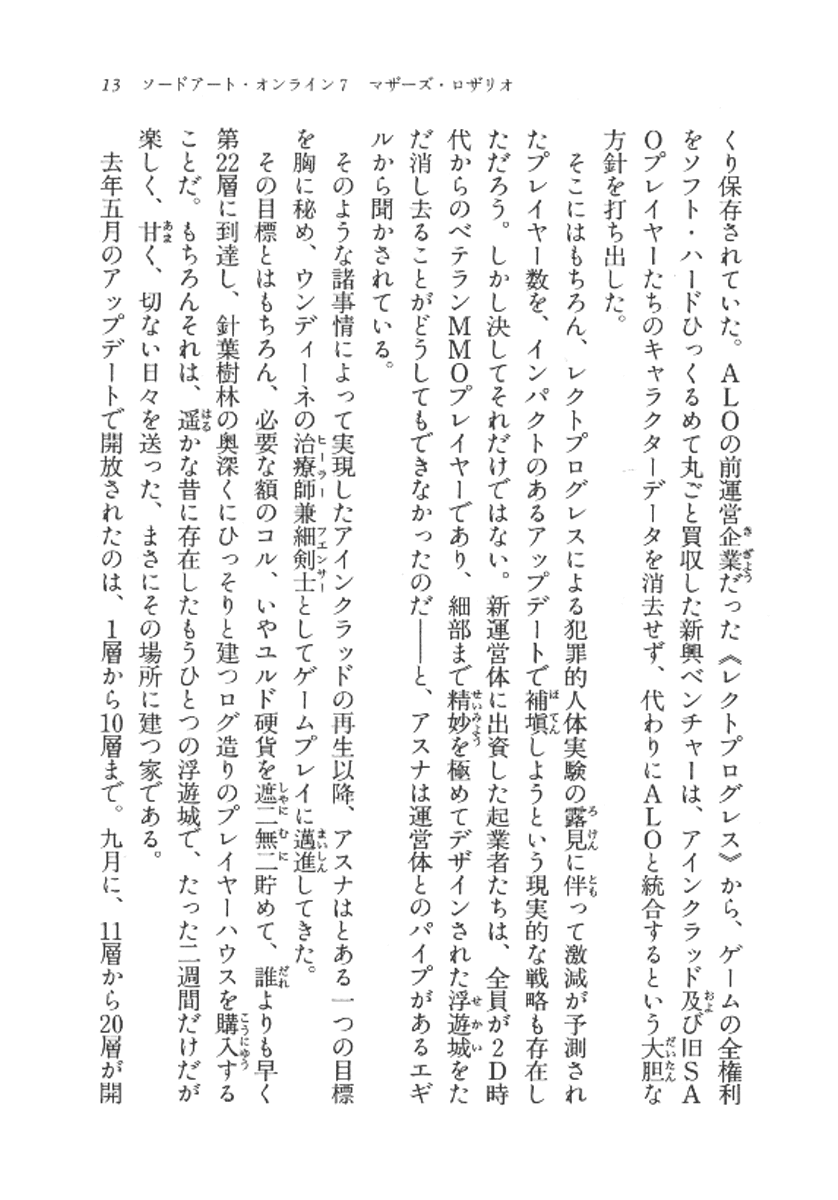 13　ソードアート・オンライン7　マザーズ・ロザリオ
くり保存されていた。ALOの前運営企業だった《レクトプログレス》から、ゲームの全権利
をソフト・ハードひっくるめて丸ごと買収した新興ベンチャーは、アインクラッド及び旧SA
Oプレイヤーたちのキャラクターデータを消去せず、代わりにALOと統合するという大胆な
方針を打ち出した。
　そこにはもちろん、レクトプログレスによる犯罪的人体実験の露見に伴って激減が予測され
たプレイヤー数を、インパクトのあるアップデートで補塡しようという現実的な戦略も存在し
ただろう。しかし決してそれだけではない。新運営体に出資した起業者たちは、全員が2D時
代からのベテランMMOプレイヤーであり、細部まで精妙を極めてデザインされた浮遊城をた
だ消し去ることがどうしてもできなかったのだ――と、アスナは運営体とのパイプがあるエギ
ルから聞かされている。
　そのような諸事情によって実現したアインクラッドの再生以降、アスナはとある一つの目標
を胸に秘め、ウンディーネの治療師兼細剣士としてゲームプレイに邁進してきた。
　その目標とはもちろん、必要な額のコル、いやユルド硬貨を遮二無二貯めて、誰よりも早く
第22層に到達し、針葉樹林の奥深くにひっそりと建つログ造りのプレイヤーハウスを購入する
ことだ。もちろんそれは、遥かな昔に存在したもうひとつの浮遊城で、たった二週間だけだが
楽しく、甘く、切ない日々を送った、まさにその場所に建つ家である。
　去年五月のアップデートで開放されたのは、1層から10層まで。九月に、11層から20層が開